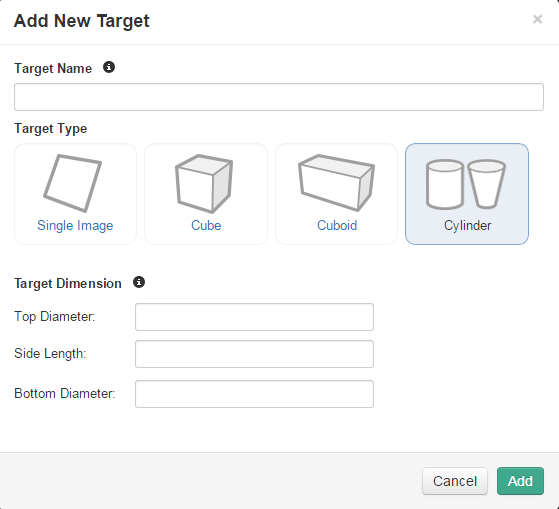 Add New Target ×
Target Name
Target Type
Single Image Cube Cuboid Cylinder
Target Dimension
Top Diameter:
Side Length:
Bottom Diameter:
Cancel Add